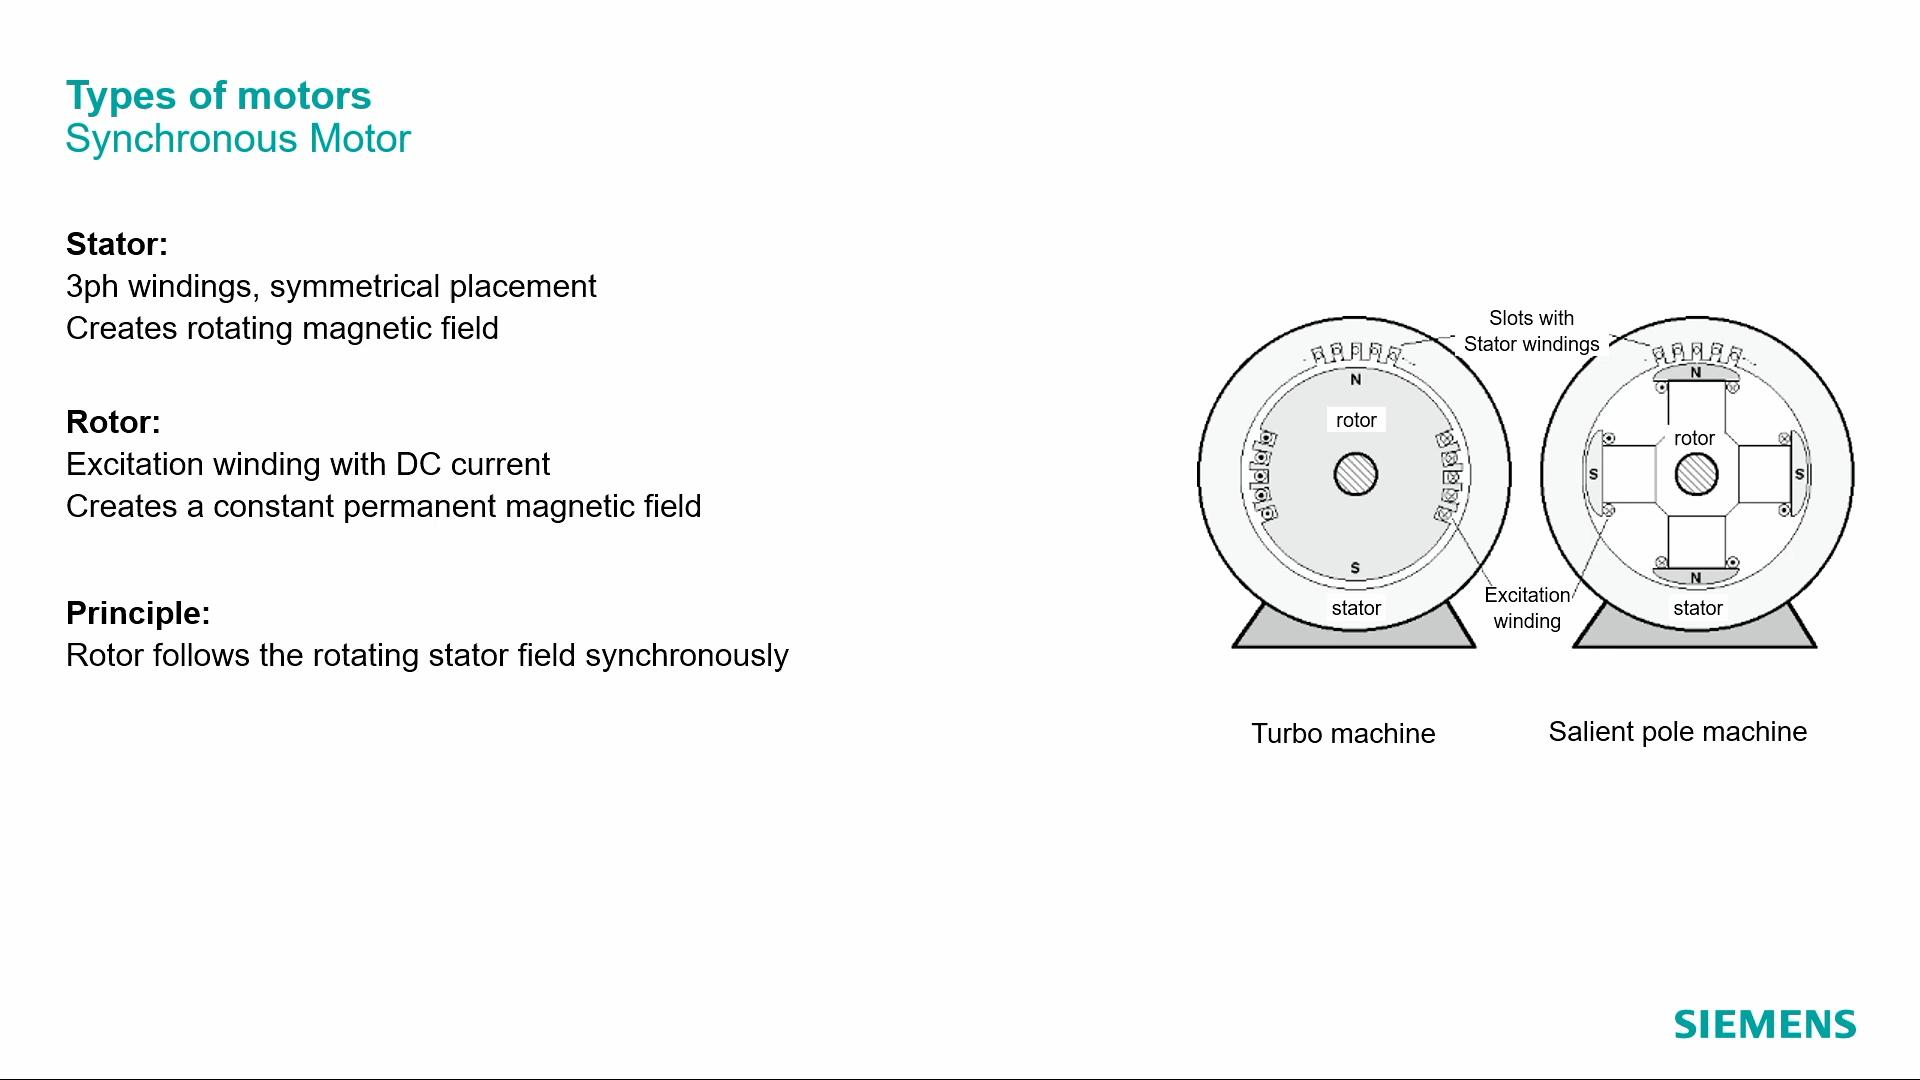 Types of motors
Synchronous Motor
Stator:
3ph windings, symmetrical placement
Creates rotating magnetic field
Rotor:
Excitation winding with DC current
Creates a constant permanent magnetic field
Principle:
Rotor follows the rotating stator field synchronously
Slots with
Stator windings
N
rotor
S
stator
Excitation
winding
N
rotor
S
S
N
stator
Turbo machine
Salient pole machine
SIEMENS